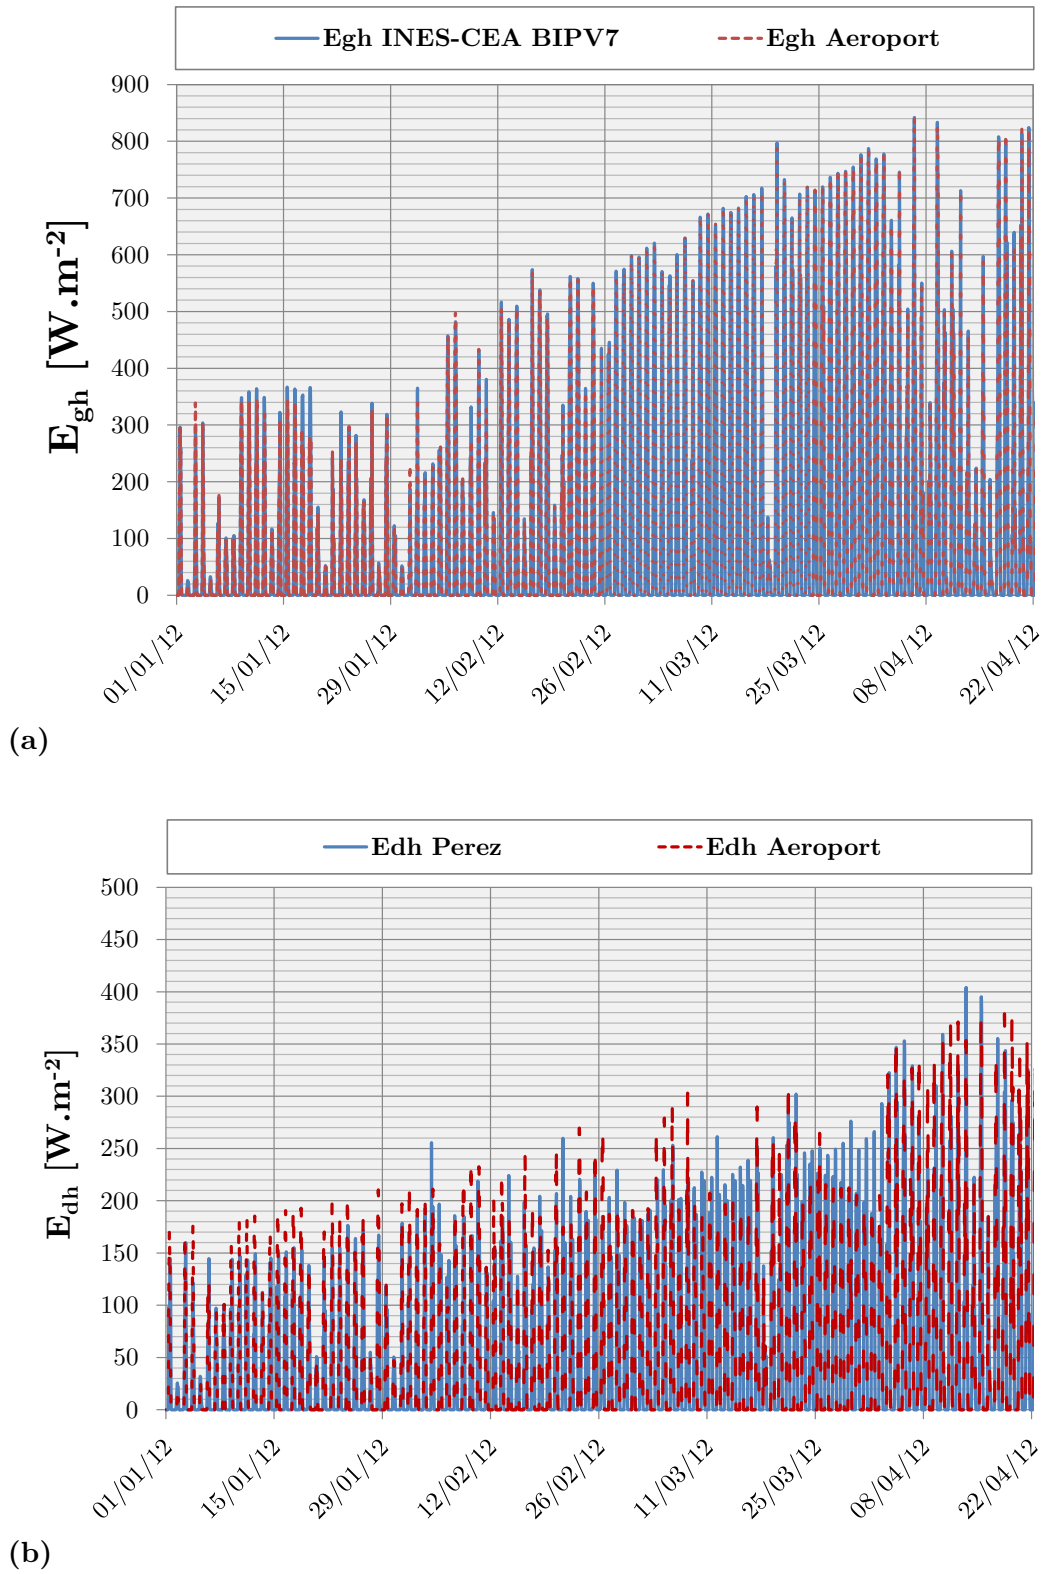 Egh INES-CEA BIPV7 Egh Aeroport
900
800
700
600
500
400
300
200
100
0
E_gh [W.m^-2]
01/01/12 15/01/12 29/01/12 12/02/12 26/02/12 11/03/12 25/03/12 08/04/12 22/04/12
(a)
Edh Perez Edh Aeroport
500
450
400
350
300
250
200
150
100
50
0
E_dh [W.m^-2]
01/01/12 15/01/12 29/01/12 12/02/12 26/02/12 11/03/12 25/03/12 08/04/12 22/04/12
(b)